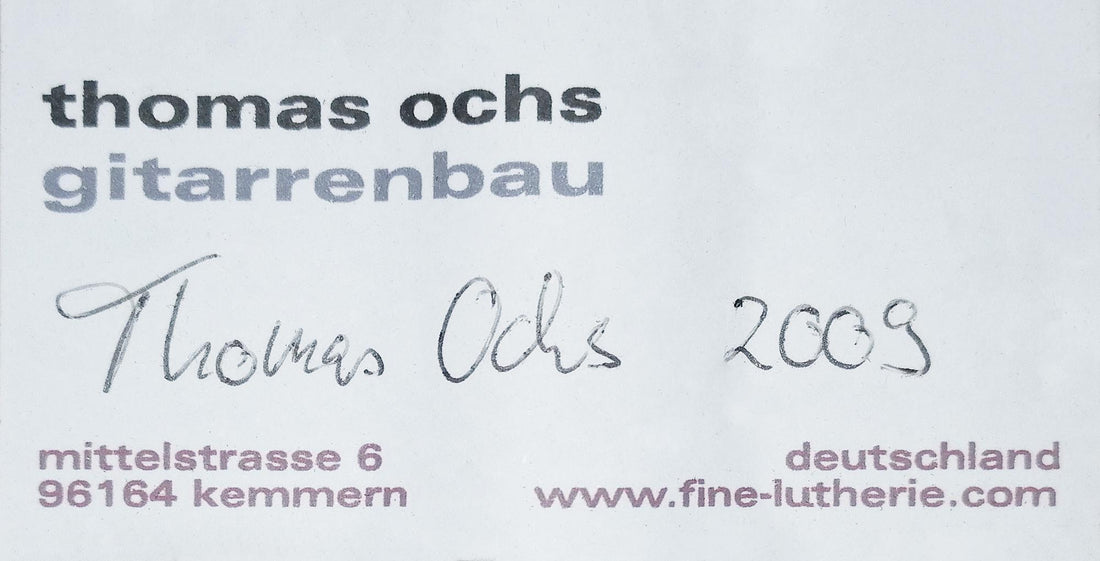 thomas ochs
gitarrenbau
Thomas Ochs 2009
mittelstrasse 6 deutschland
96164 kemmern www.fine-lutherie.com